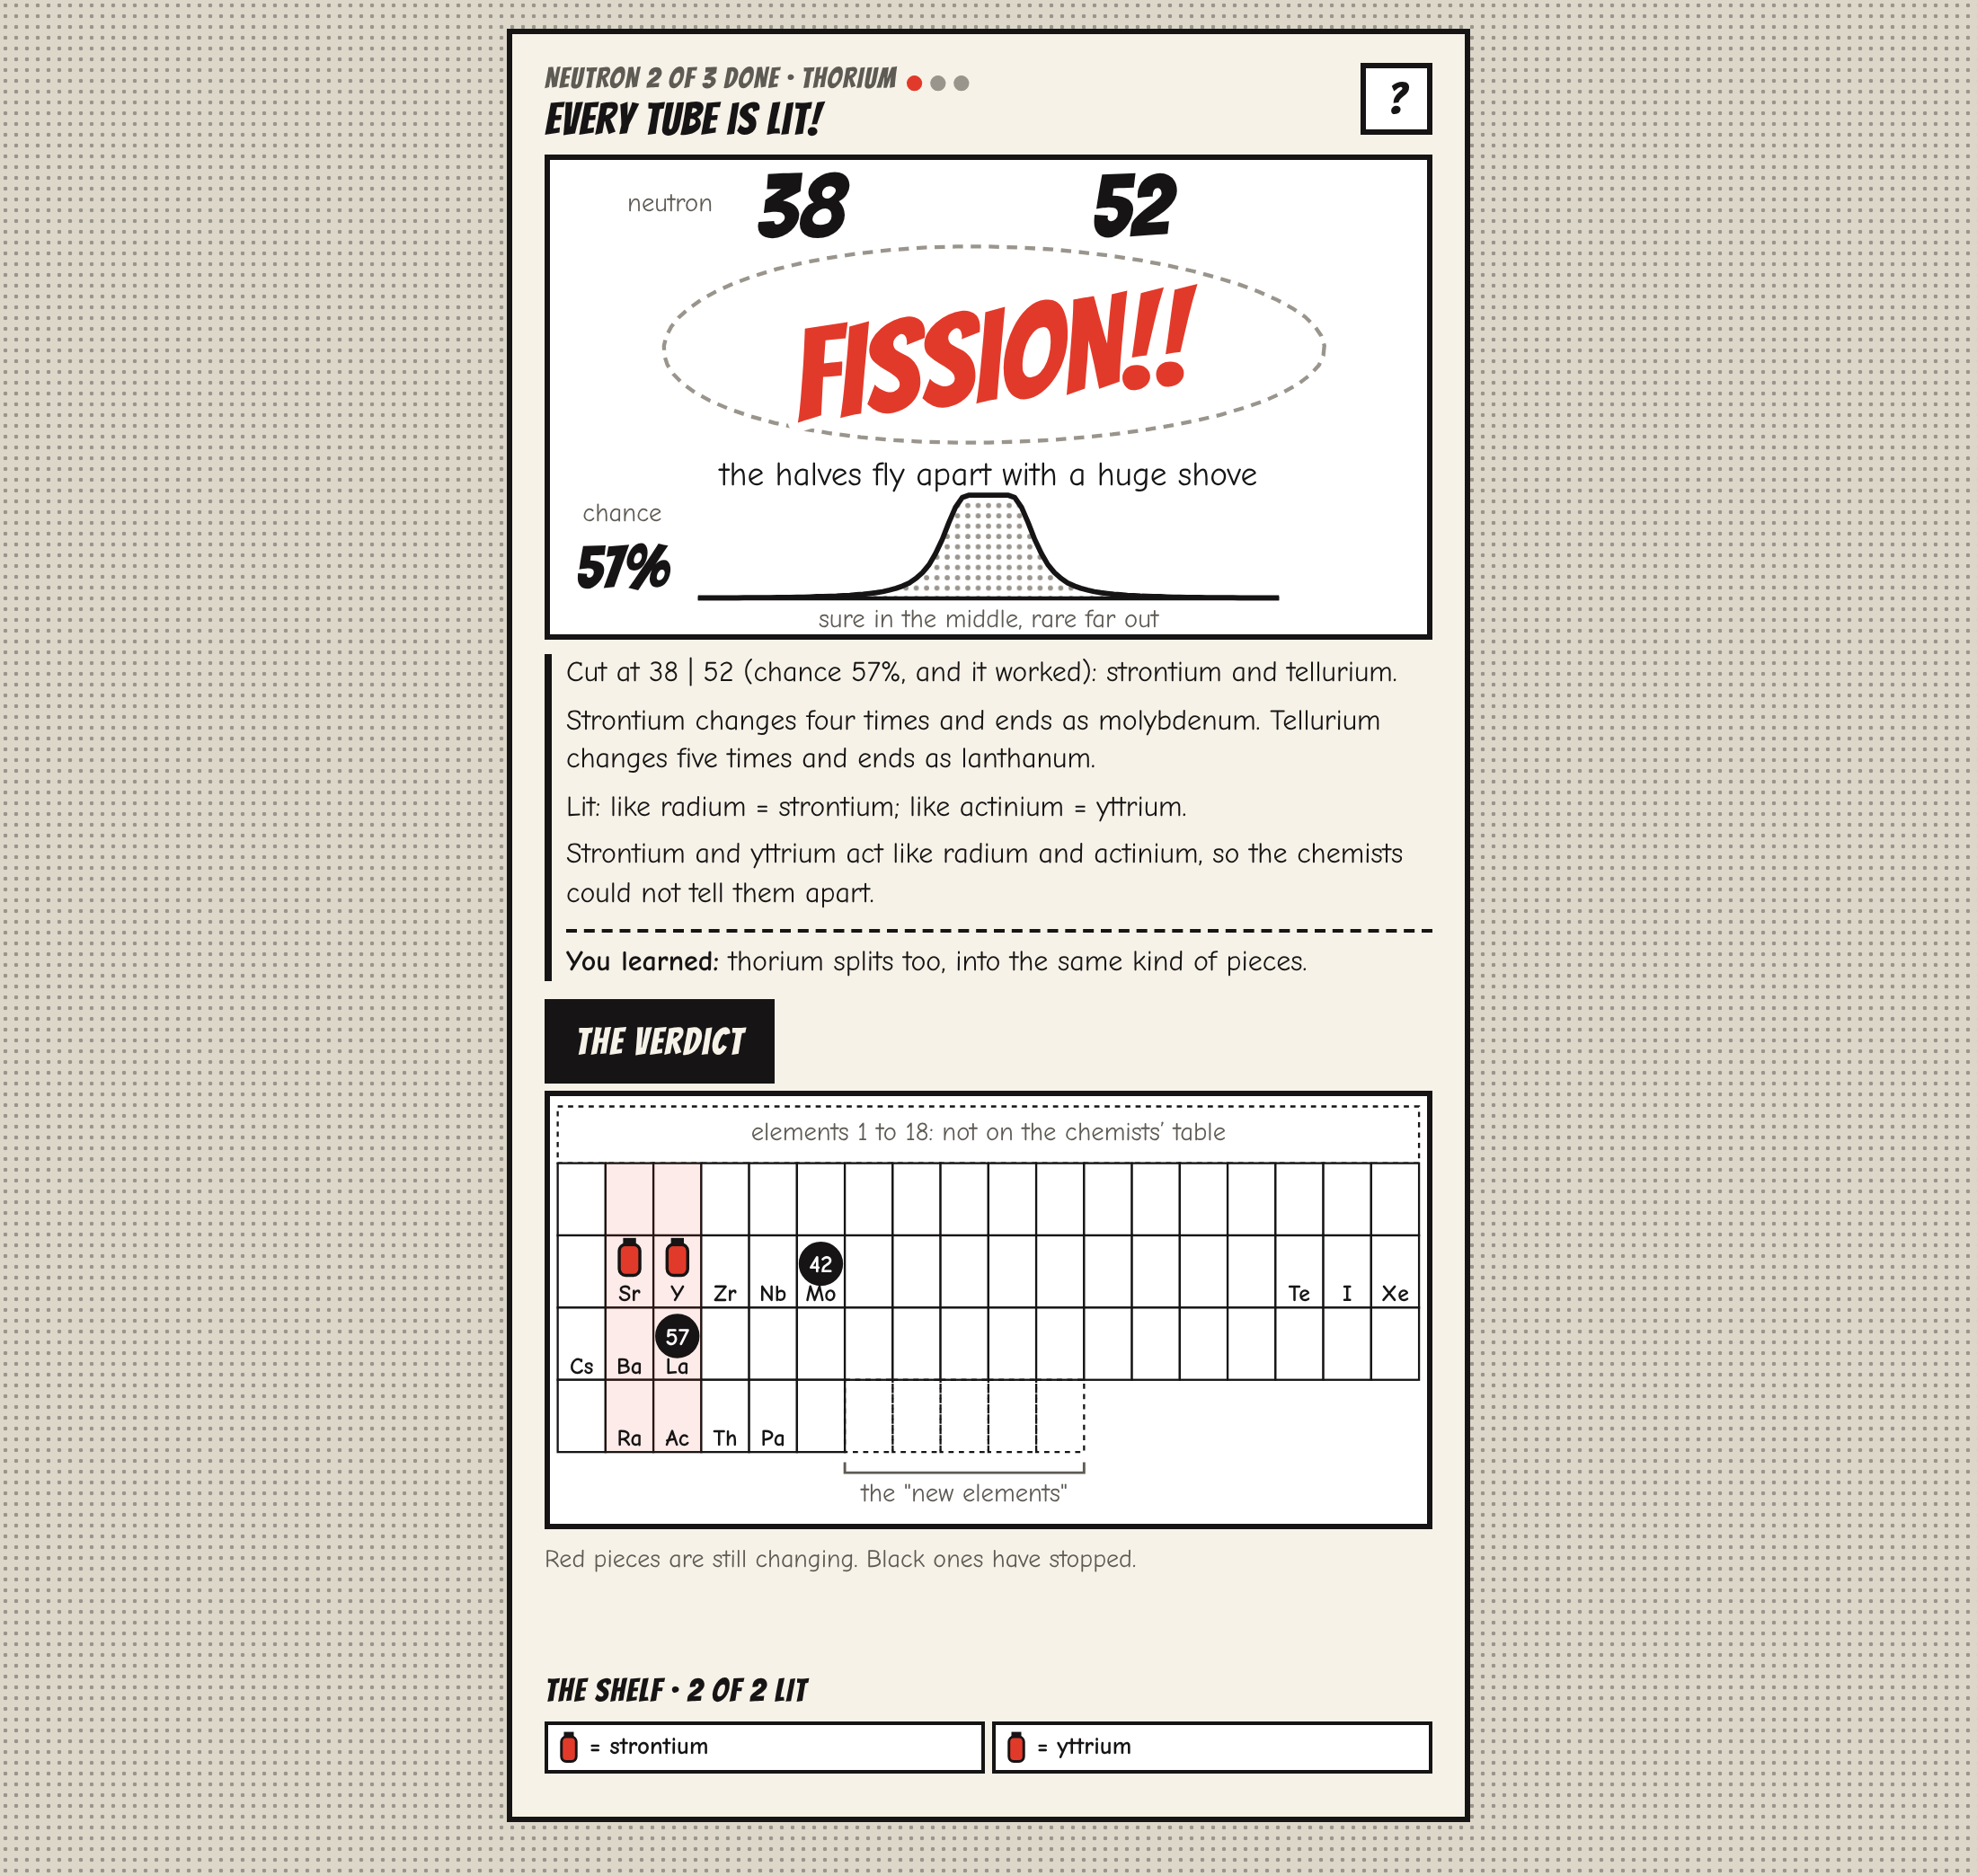 NEUTRON 2 OF 3 DONE · THORIUM
EVERY TUBE IS LIT!
?
neutron
38
52
FISSION!!
the halves fly apart with a huge shove
chance
57%
sure in the middle, rare far out
Cut at 38 | 52 (chance 57%, and it worked): strontium and tellurium.
Strontium changes four times and ends as molybdenum. Tellurium
changes five times and ends as lanthanum.
Lit: like radium = strontium; like actinium = yttrium.
Strontium and yttrium act like radium and actinium, so the chemists
could not tell them apart.
You learned: thorium splits too, into the same kind of pieces.
THE VERDICT
elements 1 to 18: not on the chemists' table
42
Sr Y Zr Nb Mo Te I Xe
57
Cs Ba La
Ra Ac Th Pa
the "new elements"
Red pieces are still changing. Black ones have stopped.
THE SHELF · 2 OF 2 LIT
= strontium
= yttrium